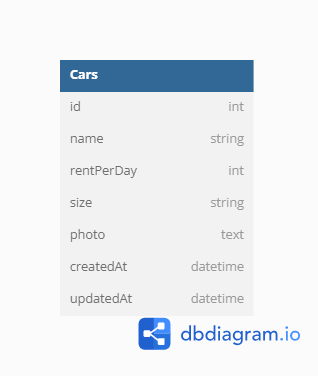 Cars
id int
name string
rentPerDay int
size string
photo text
createdAt datetime
updatedAt datetime
dbdiagram.io